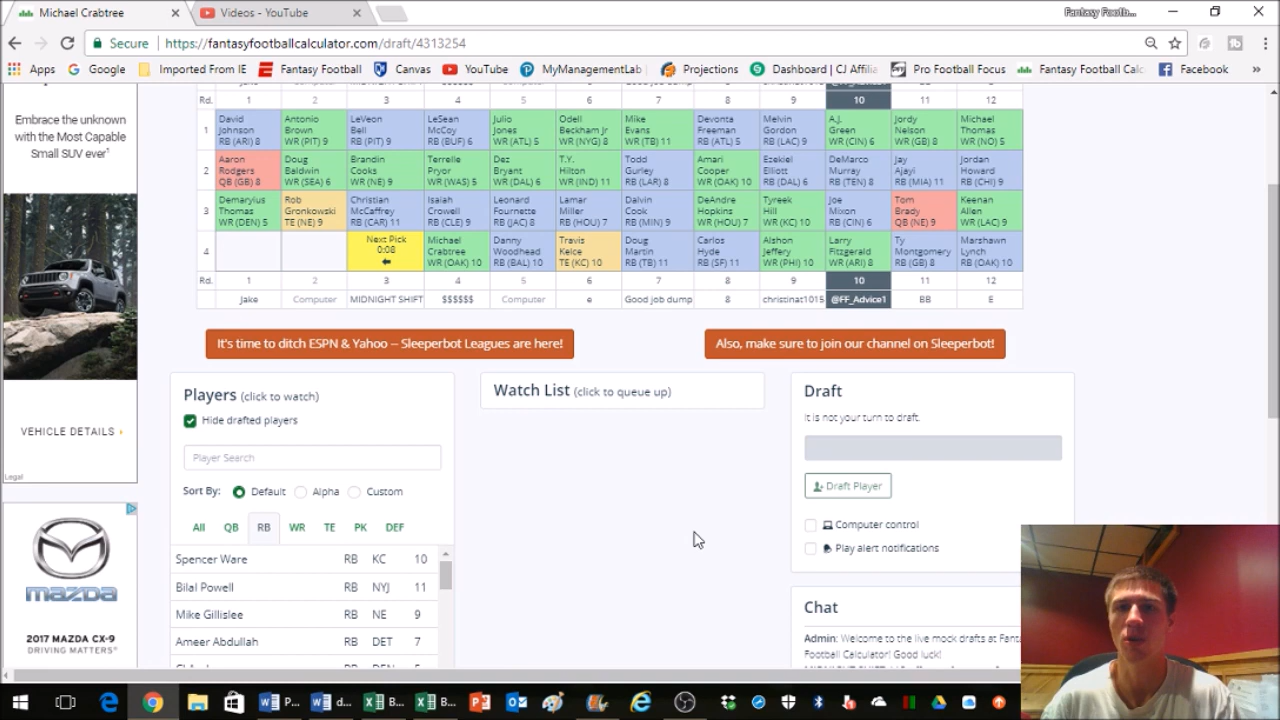 Michael Crabtree
Videos - YouTube
Fantasy Footb...
Secure
https://fantasyfootballcalculator.com/draft/4313254
Apps
Google
Imported From IE
Fantasy Football
Canvas
YouTube
MyManagementLab
Projections
Dashboard | CJ Affilia
Pro Football Focus
Fantasy Football Calc
Facebook
»
Embrace the unknown
with the Most Capable
Small SUV ever¹
VEHICLE DETAILS
Legal
2017 MAZDA CX-9
DRIVING MATTERS®
mazda
Rd. 1 2 3 4 5 6 7 8 9 10 11 12
1
David Johnson RB (ARI) 8
Antonio Brown WR (PIT) 9
LeVeon Bell RB (PIT) 9
LeSean McCoy RB (BUF) 6
Julio Jones WR (ATL) 5
Odell Beckham Jr WR (NYG) 8
Mike Evans WR (TB) 11
Devonta Freeman RB (ATL) 5
Melvin Gordon RB (LAC) 9
A.J. Green WR (CIN) 6
Jordy Nelson WR (GB) 8
Michael Thomas WR (NO) 5
2
Aaron Rodgers QB (GB) 8
Doug Baldwin WR (SEA) 6
Brandin Cooks WR (NE) 9
Terrelle Pryor WR (WAS) 5
Dez Bryant WR (DAL) 6
T.Y. Hilton WR (IND) 11
Todd Gurley RB (LAR) 8
Amari Cooper WR (OAK) 10
Ezekiel Elliott RB (DAL) 6
DeMarco Murray RB (TEN) 8
Jay Ajayi RB (MIA) 11
Jordan Howard RB (CHI) 9
3
Demaryius Thomas WR (DEN) 5
Rob Gronkowski TE (NE) 9
Christian McCaffrey RB (CAR) 11
Isaiah Crowell RB (CLE) 9
Leonard Fournette RB (JAC) 8
Lamar Miller RB (HOU) 7
Dalvin Cook RB (MIN) 9
DeAndre Hopkins WR (HOU) 7
Tyreek Hill WR (KC) 10
Joe Mixon RB (CIN) 6
Tom Brady QB (NE) 9
Keenan Allen WR (LAC) 9
4
Next Pick 0:08
Michael Crabtree WR (OAK) 10
Danny Woodhead RB (BAL) 10
Travis Kelce TE (KC) 10
Doug Martin RB (TB) 11
Carlos Hyde RB (SF) 11
Alshon Jeffery WR (PHI) 10
Larry Fitzgerald WR (ARI) 8
Ty Montgomery RB (GB) 8
Marshawn Lynch RB (OAK) 10
Rd. 1 2 3 4 5 6 7 8 9 10 11 12
Jake Computer MIDNIGHT SHIFT $$$$$$ Computer e Good job dump 8 christinat1015 @FF_Advice1 BB E
It's time to ditch ESPN & Yahoo – Sleeperbot Leagues are here!
Also, make sure to join our channel on Sleeperbot!
Players (click to watch)
Hide drafted players
Player Search
Sort By: Default Alpha Custom
All QB RB WR TE PK DEF
Spencer Ware RB KC 10
Bilal Powell RB NYJ 11
Mike Gillislee RB NE 9
Ameer Abdullah RB DET 7
Watch List (click to queue up)
Draft
It is not your turn to draft.
Draft Player
Computer control
Play alert notifications
Chat
Admin: Welcome to the live mock drafts at Fant
Football Calculator! Good luck!
P...
d...
B...
B...